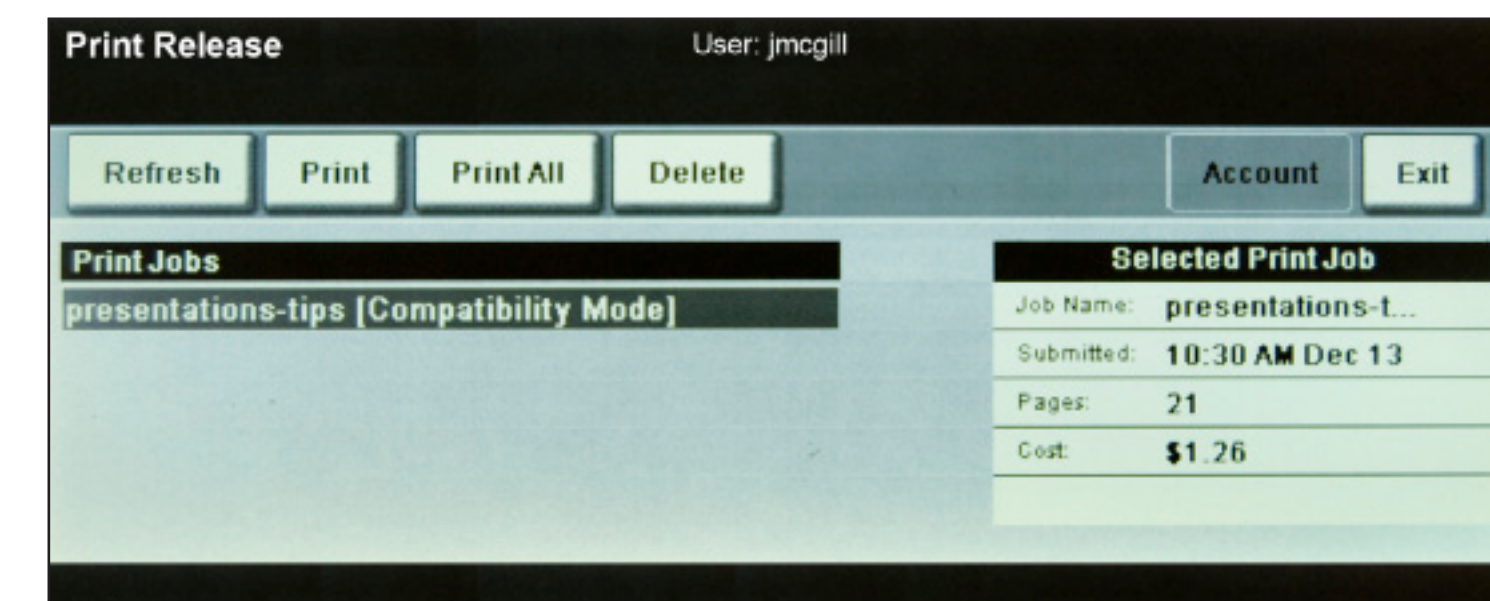 Print Release User: jmcgill
Refresh Print Print All Delete Account Exit
Print Jobs
presentations-tips [Compatibility Mode]
Selected Print Job
Job Name: presentations-t...
Submitted: 10:30 AM Dec 13
Pages: 21
Cost: $1.26